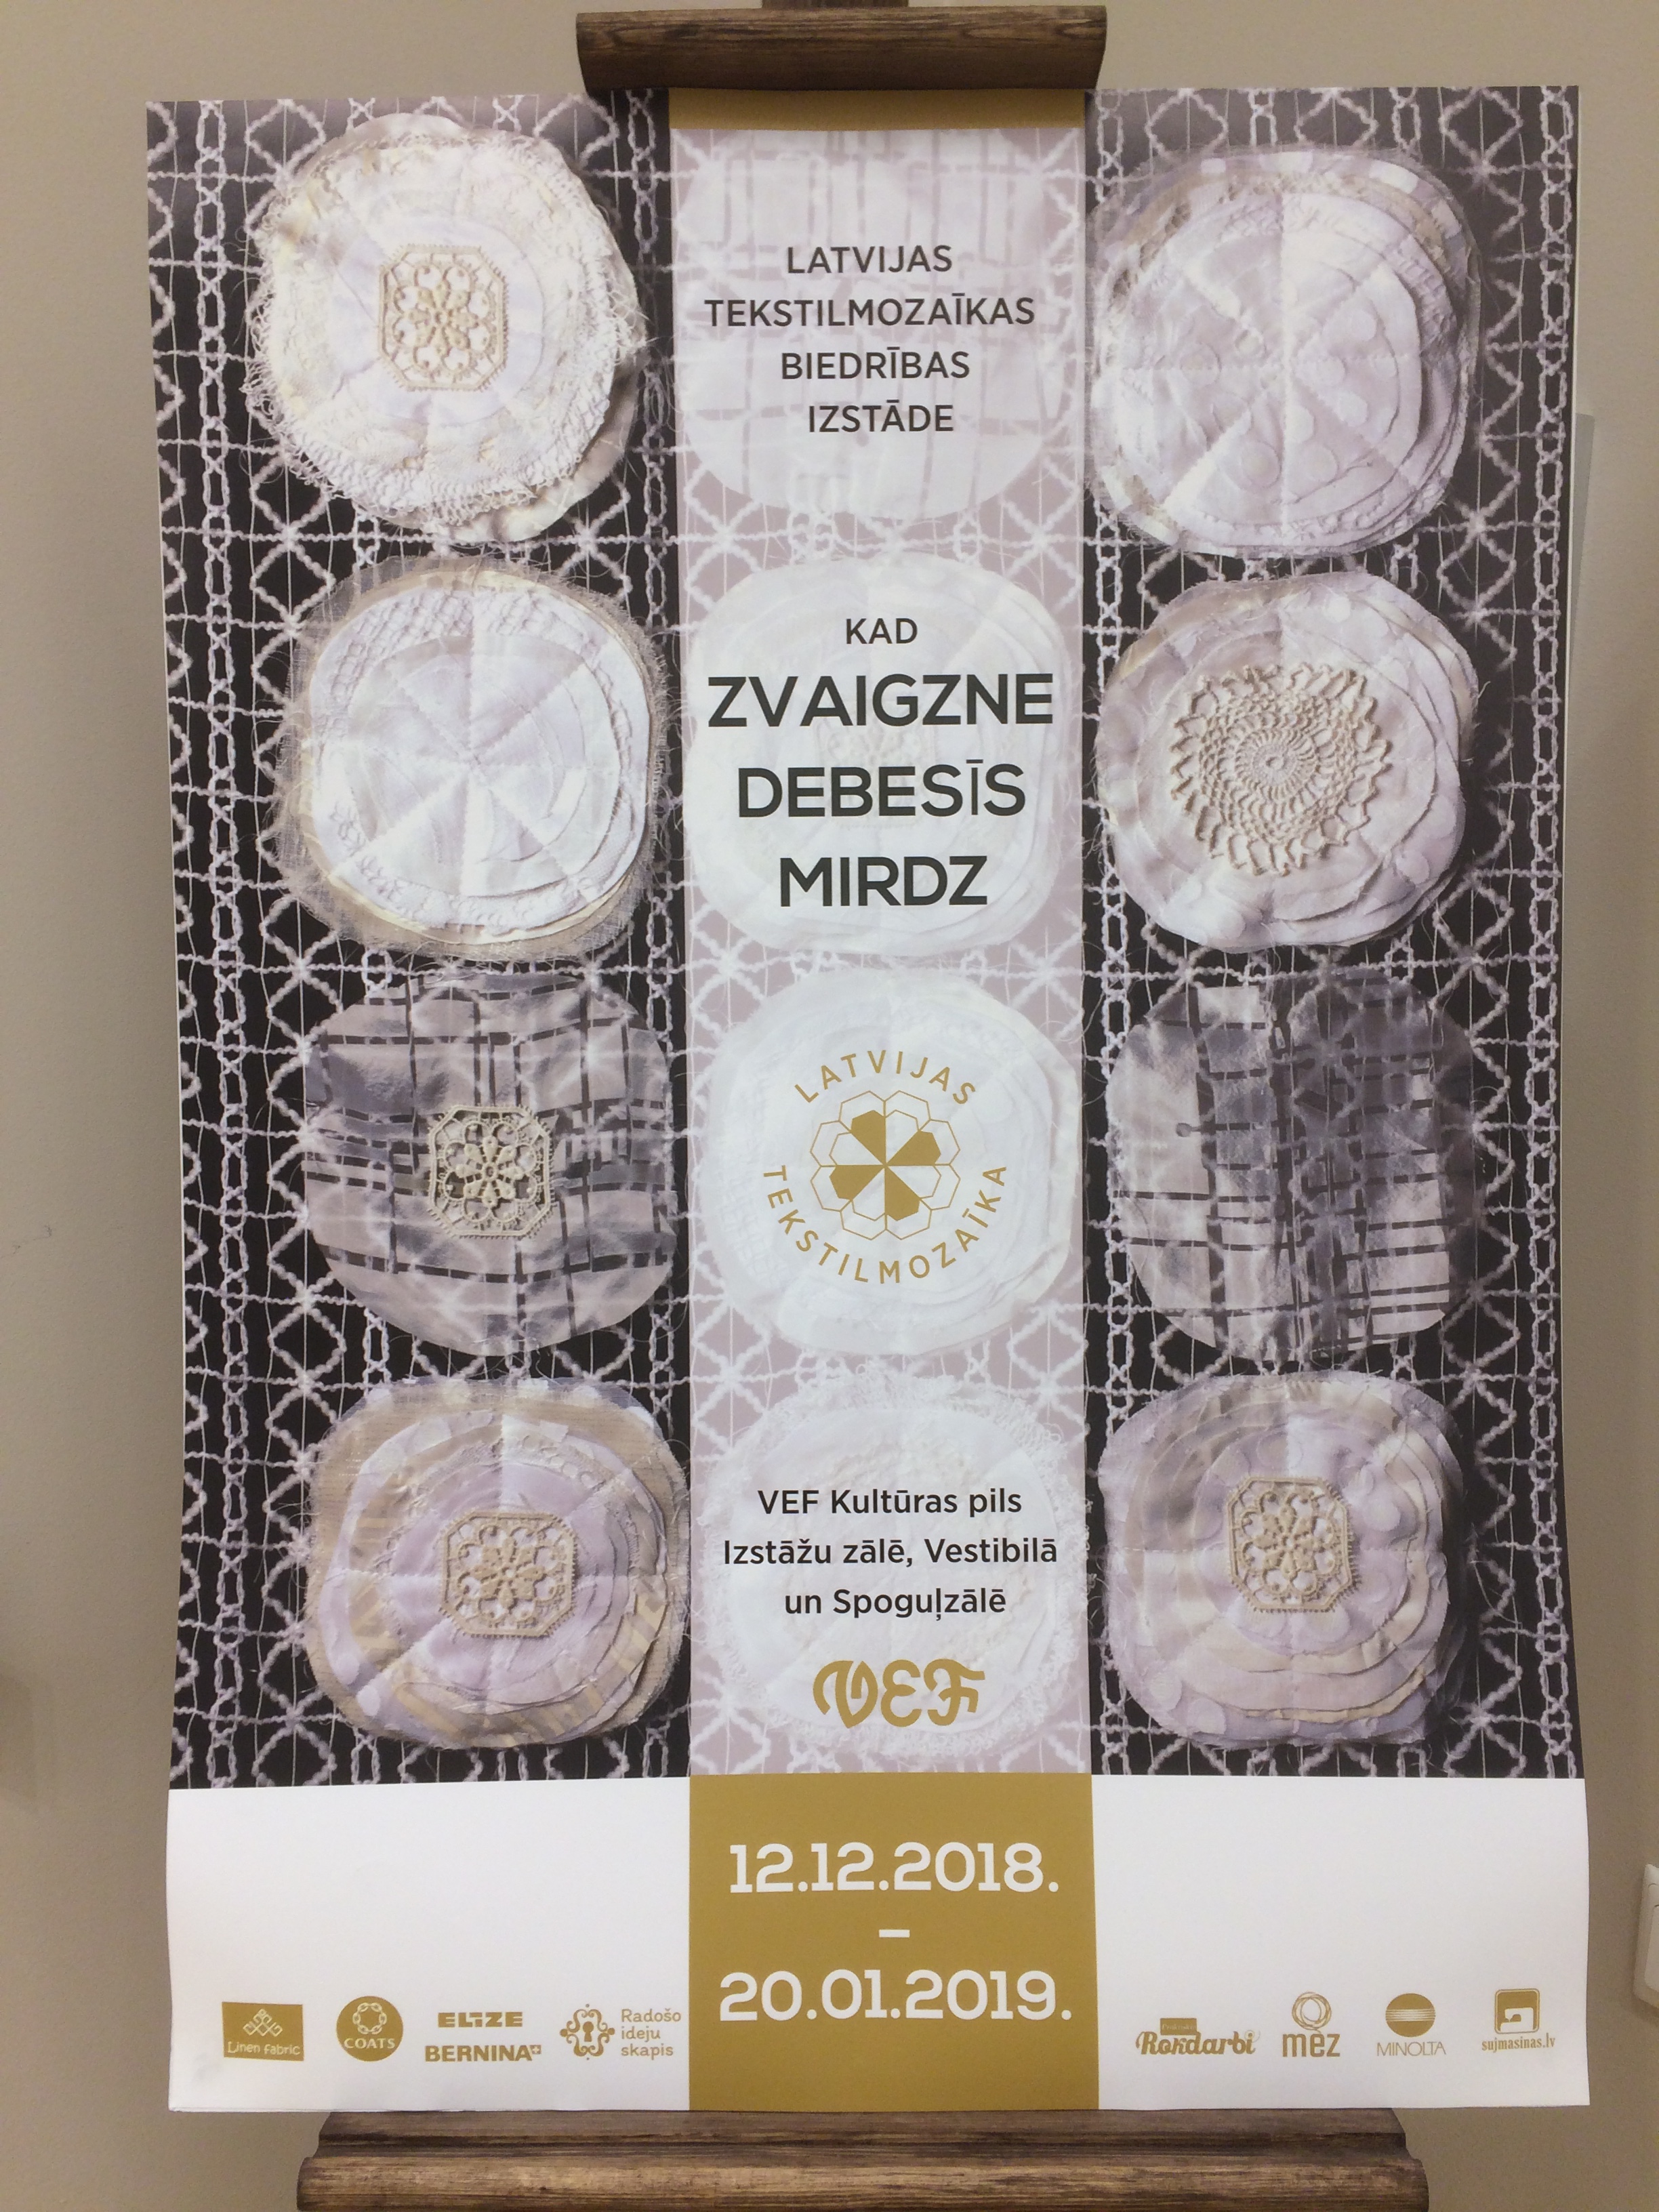 LATVIJAS
TEKSTILMOZAĪKAS
BIEDRĪBAS
IZSTĀDE
KAD
ZVAIGZNE
DEBESĪS
MIRDZ
LATVIJAS
TEKSTILMOZAĪKA
VEF Kultūras pils
Izstāžu zālē, Vestibilā
un Spoguļzālē
VEF
12.12.2018.
–
20.01.2019.
Linen fabric
COATS
ELIZE
BERNINA
Radošo
ideju
skapis
Rokdarbi
mez
MINOLTA
sujmasinas.lv